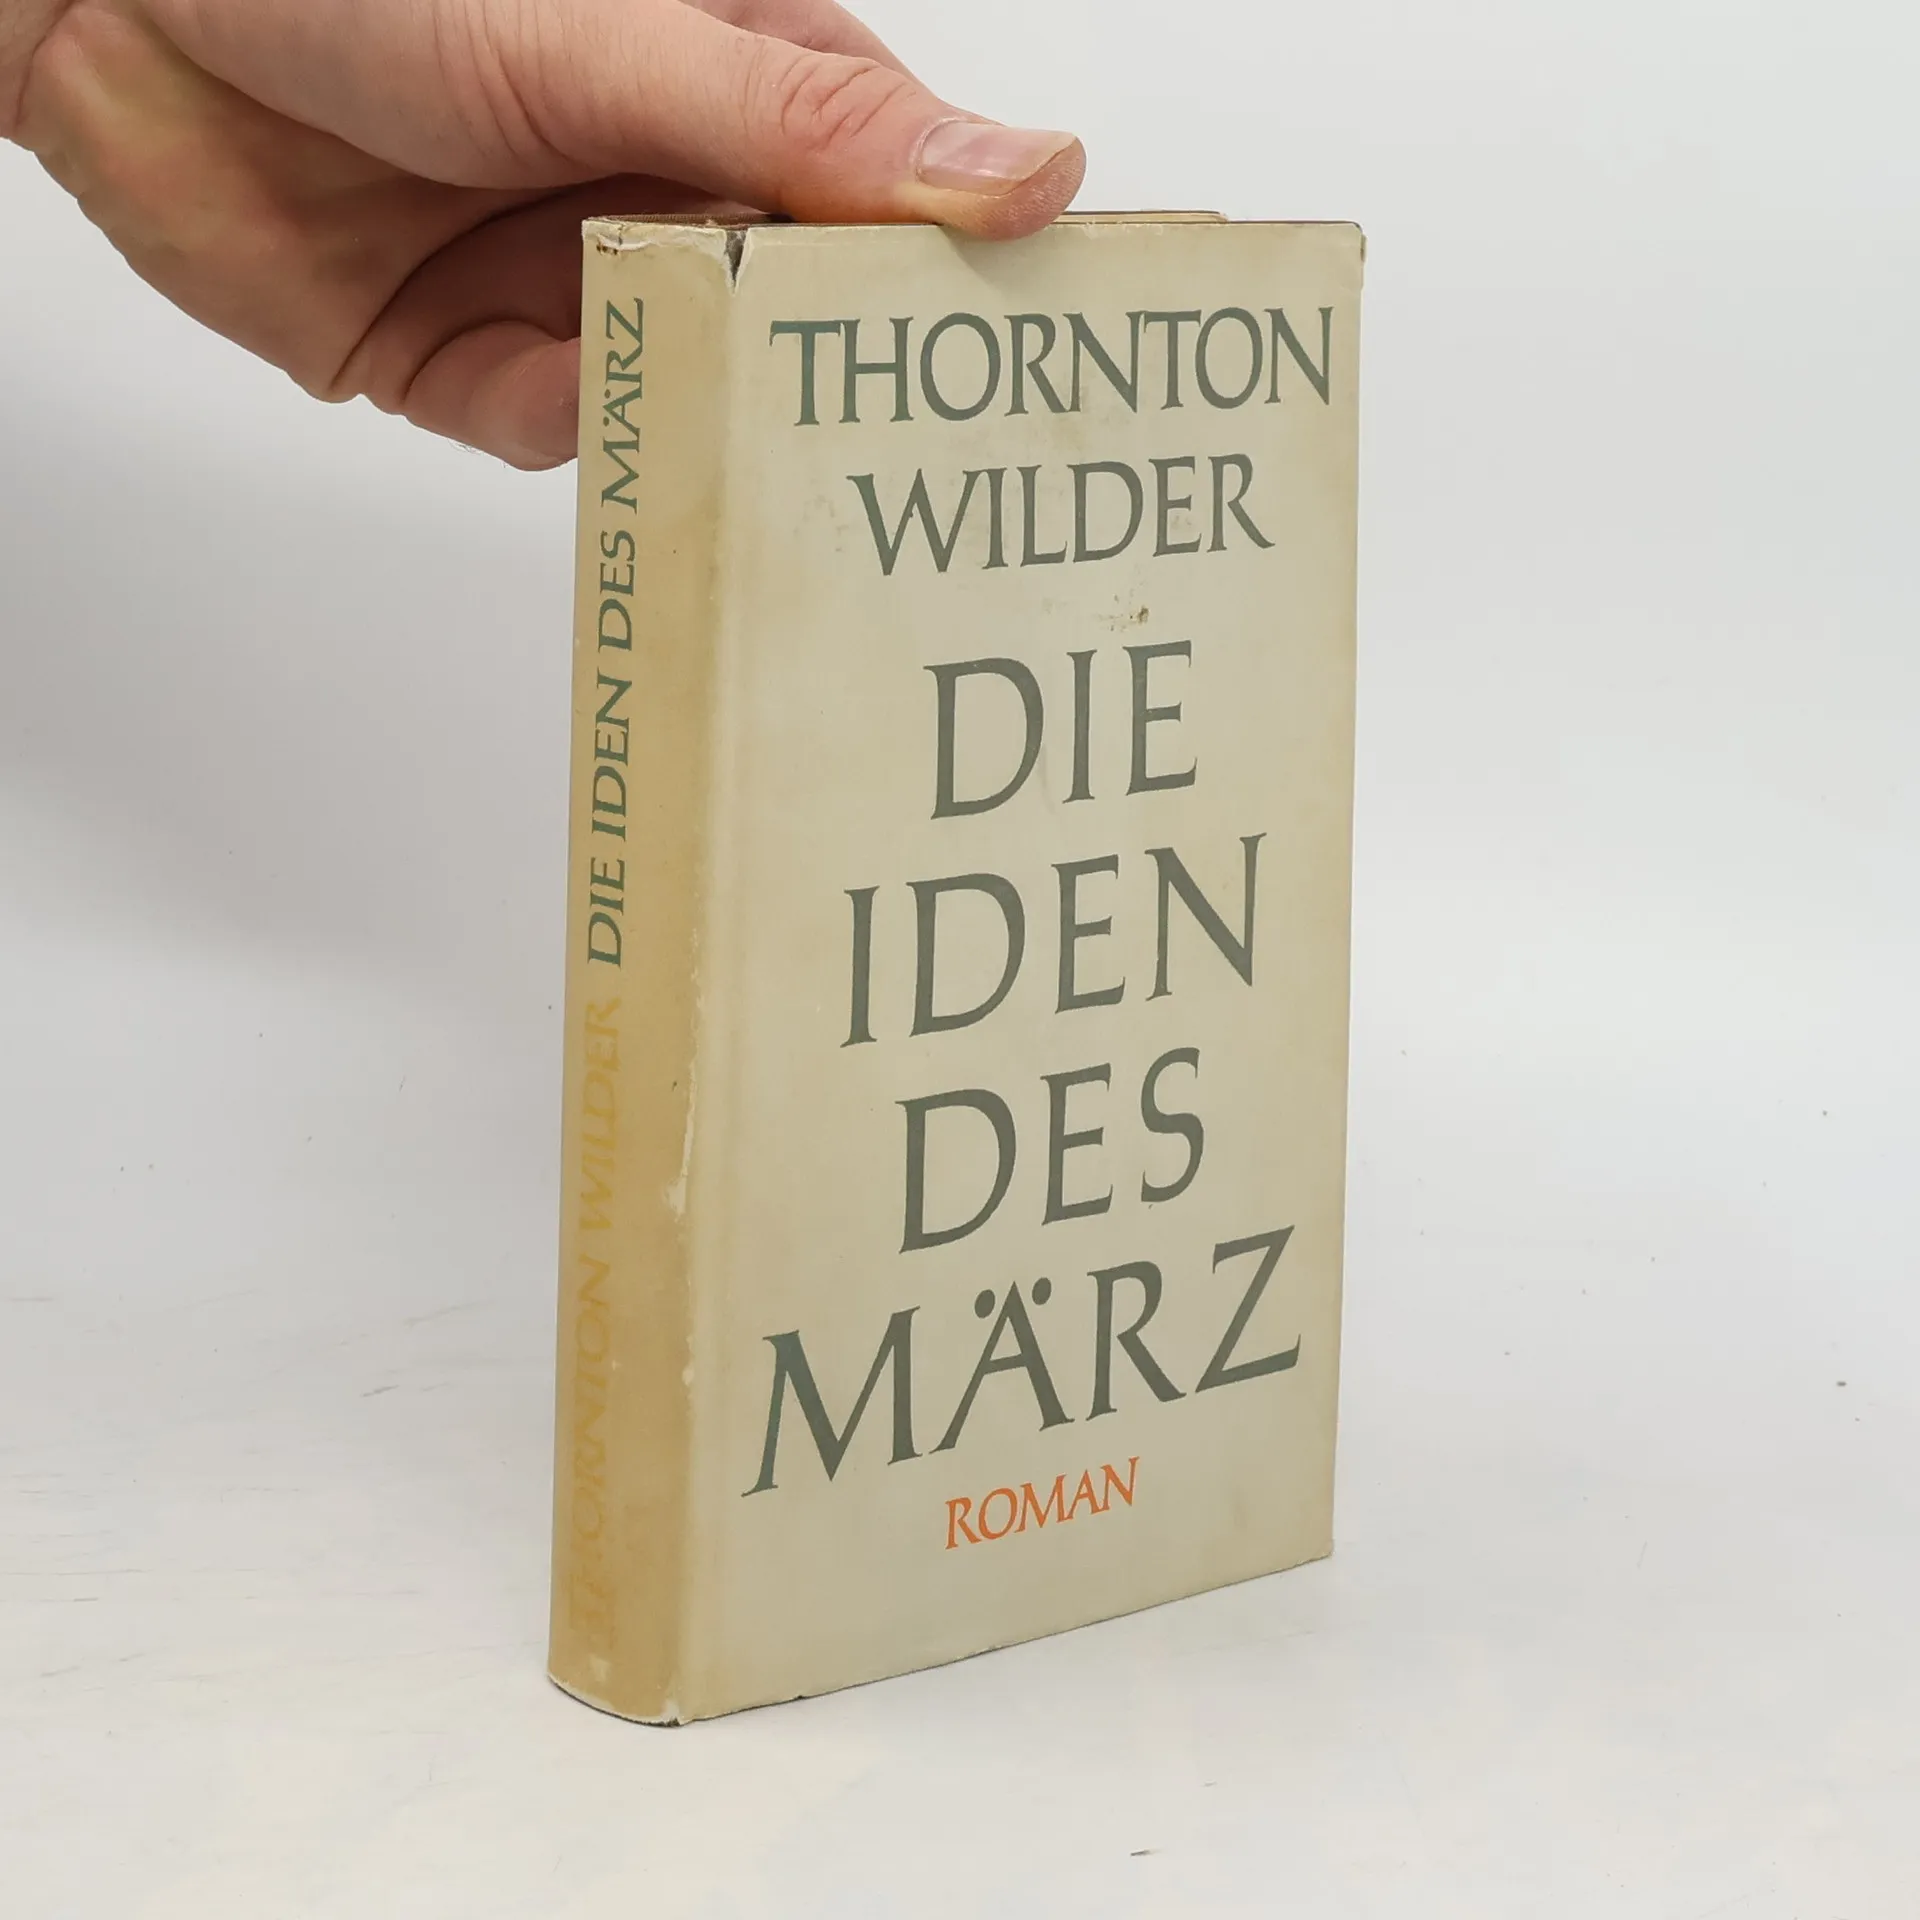 THORNTON
WILDER
DIE
IDEN
DES
MÄRZ
ROMAN
THORNTON WILDER DIE IDEN DES MÄRZ